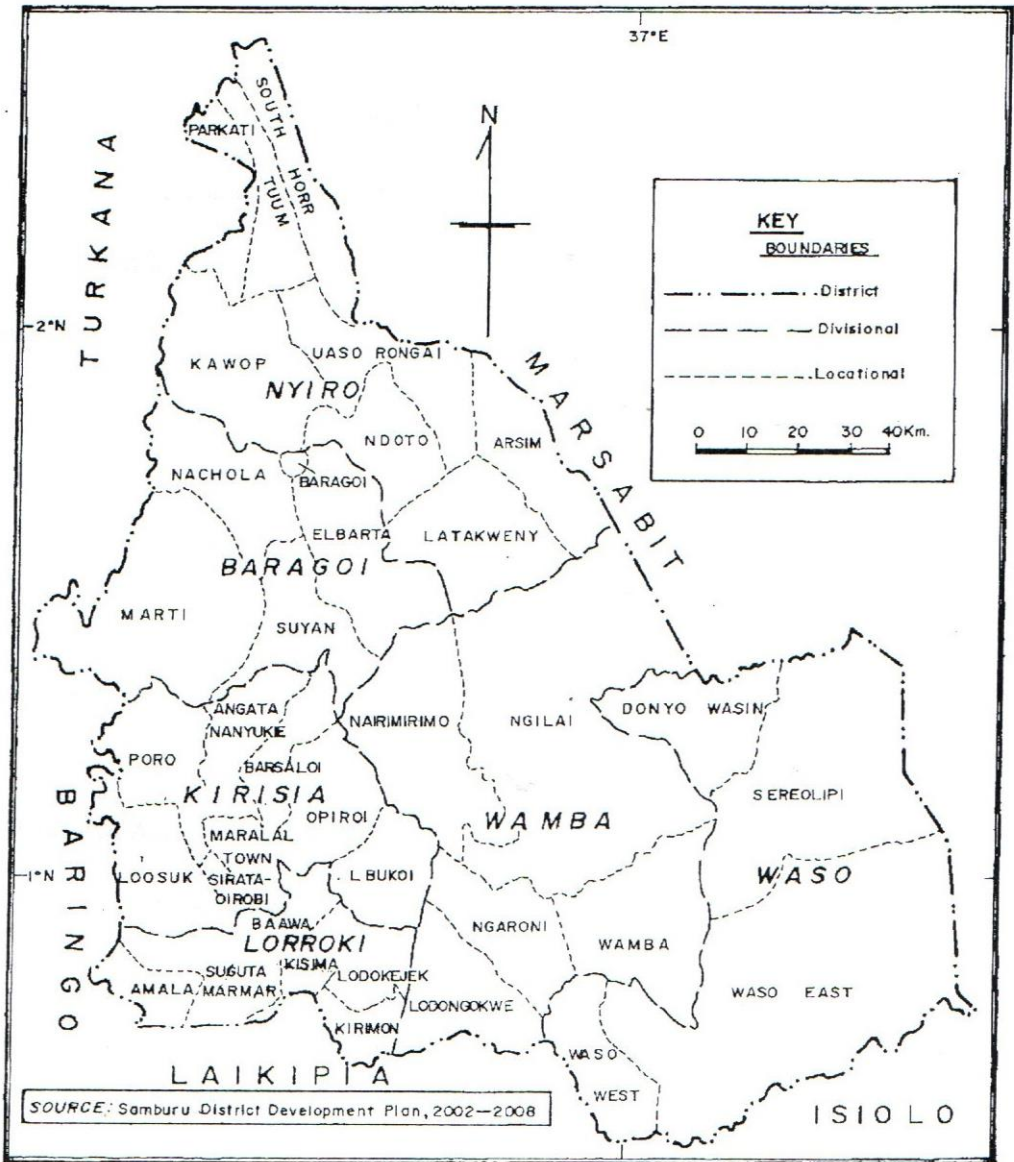 37°E
SOUTH HORR
PARKATI
TUUM
N
TURKANA
KEY
BOUNDARIES
District
Divisional
Locational
0 10 20 30 40Km.
2°N
KAWOP
UASO RONGAI
NYIRO
MARSABIT
NDOTO
ARSIM
NACHOLA
BARAGOI
ELBARTA
LATAKWENY
BARAGOI
MARTI
SUYAN
ANGATA
NANYUKIE
NAIRIMIRIMO
NGILAI
DONYO WASIN
PORO
BARSALOI
KIRISIA
OPIROI
WAMBA
SEREOLIPI
BARINGO
MARALAL
TOWN
1°N
LOOSUK
SIRATA-
OIROBI
L.BUKOI
WASO
BAAWA
LORROKI
NGARONI
WAMBA
SUGUTA
MARMAR
KISIMA
LODOKEJEK
AMALA
LODONGOKWE
WASO EAST
KIRIMON
WASO
WEST
LAIKIPIA
ISIOLO
SOURCE: Samburu District Development Plan, 2002—2008